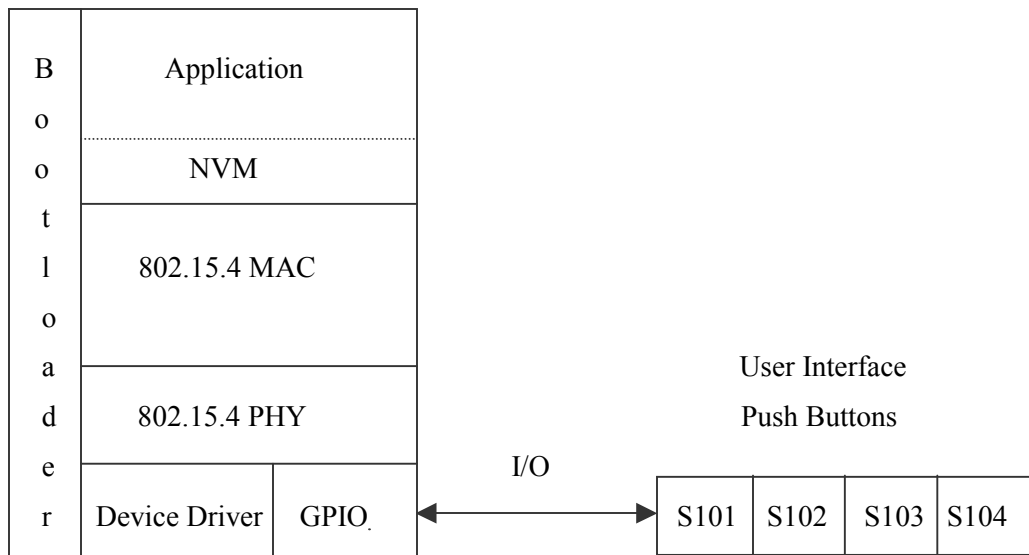 Bootloader
Application
NVM
802.15.4 MAC
802.15.4 PHY
Device Driver
GPIO.
I/O
User Interface
Push Buttons
S101
S102
S103
S104